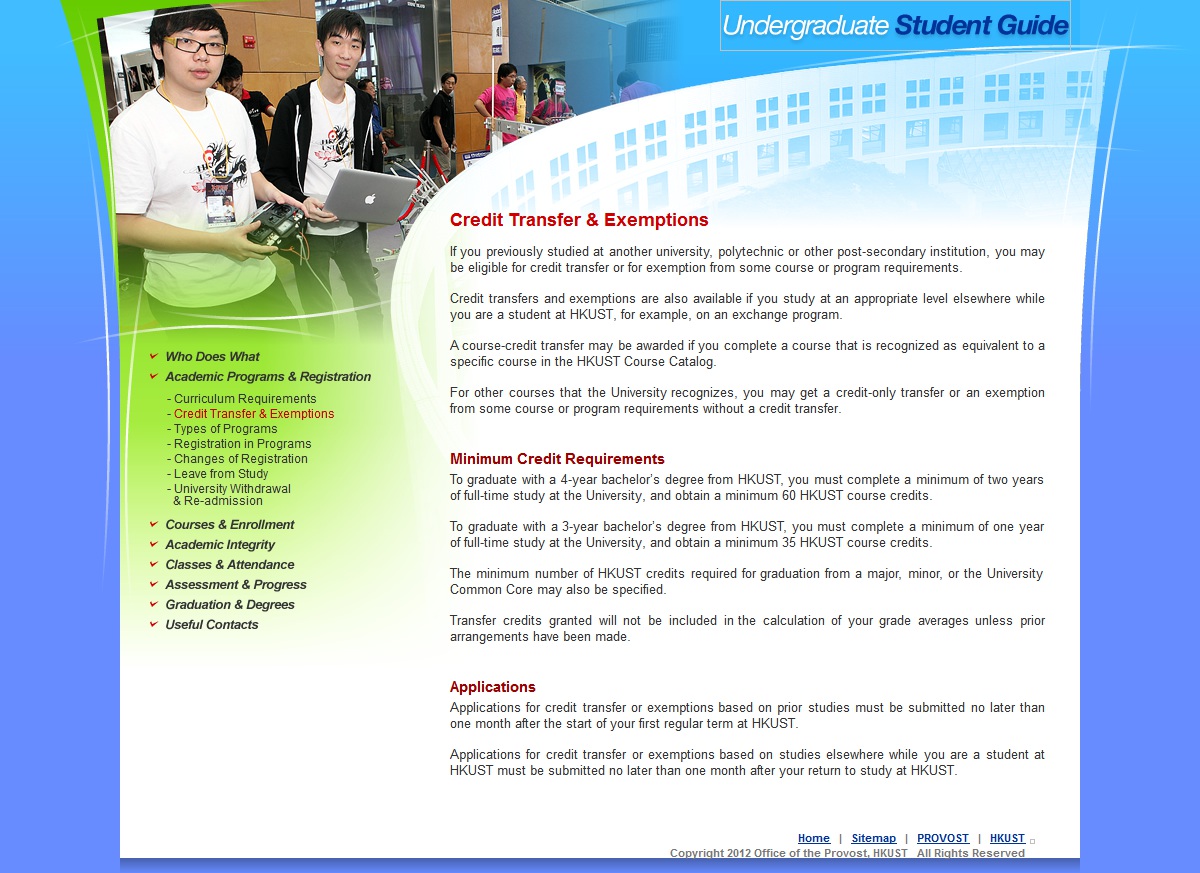 Undergraduate Student Guide
Credit Transfer & Exemptions
If you previously studied at another university, polytechnic or other post-secondary institution, you may
be eligible for credit transfer or for exemption from some course or program requirements.
Credit transfers and exemptions are also available if you study at an appropriate level elsewhere while
you are a student at HKUST, for example, on an exchange program.
A course-credit transfer may be awarded if you complete a course that is recognized as equivalent to a
specific course in the HKUST Course Catalog.
For other courses that the University recognizes, you may get a credit-only transfer or an exemption
from some course or program requirements without a credit transfer.
Minimum Credit Requirements
To graduate with a 4-year bachelor's degree from HKUST, you must complete a minimum of two years
of full-time study at the University, and obtain a minimum 60 HKUST course credits.
To graduate with a 3-year bachelor's degree from HKUST, you must complete a minimum of one year
of full-time study at the University, and obtain a minimum 35 HKUST course credits.
The minimum number of HKUST credits required for graduation from a major, minor, or the University
Common Core may also be specified.
Transfer credits granted will not be included in the calculation of your grade averages unless prior
arrangements have been made.
Applications
Applications for credit transfer or exemptions based on prior studies must be submitted no later than
one month after the start of your first regular term at HKUST.
Applications for credit transfer or exemptions based on studies elsewhere while you are a student at
HKUST must be submitted no later than one month after your return to study at HKUST.
Who Does What
Academic Programs & Registration
- Curriculum Requirements
- Credit Transfer & Exemptions
- Types of Programs
- Registration in Programs
- Changes of Registration
- Leave from Study
- University Withdrawal
& Re-admission
Courses & Enrollment
Academic Integrity
Classes & Attendance
Assessment & Progress
Graduation & Degrees
Useful Contacts
Home | Sitemap | PROVOST | HKUST
Copyright 2012 Office of the Provost, HKUST All Rights Reserved